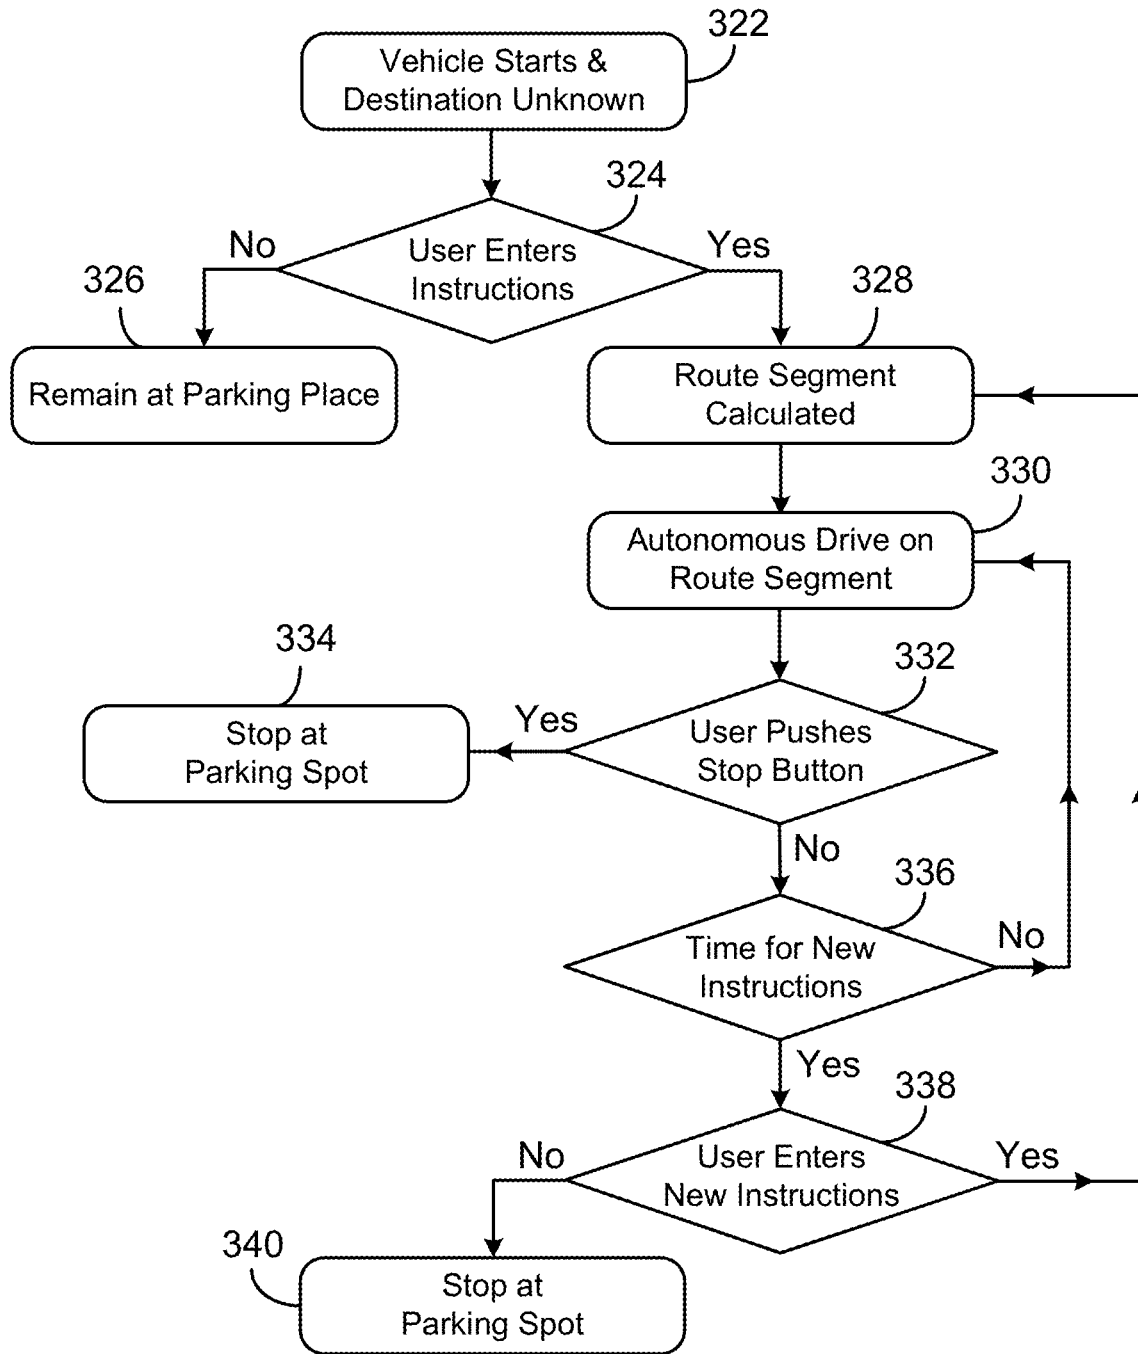 322
Vehicle Starts &
Destination Unknown
324
No
User Enters
Instructions
Yes
326
328
Remain at Parking Place
Route Segment
Calculated
330
Autonomous Drive on
Route Segment
334
332
Stop at
Parking Spot
Yes
User Pushes
Stop Button
No
336
Time for New
Instructions
No
Yes
338
No
User Enters
New Instructions
Yes
340
Stop at
Parking Spot